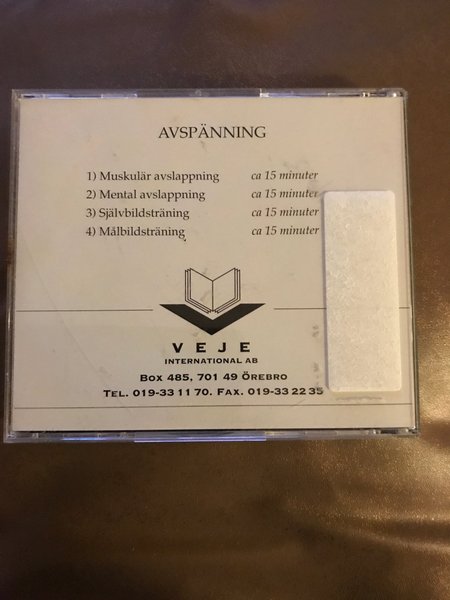 AVSPÄNNING
1) Muskulär avslappning ca 15 minuter
2) Mental avslappning ca 15 minuter
3) Självbildsträning ca 15 minuter
4) Målbildsträning ca 15 minuter
VEJE
INTERNATIONAL AB
BOX 485, 701 49 ÖREBRO
TEL. 019-33 11 70. FAX. 019-33 22 35